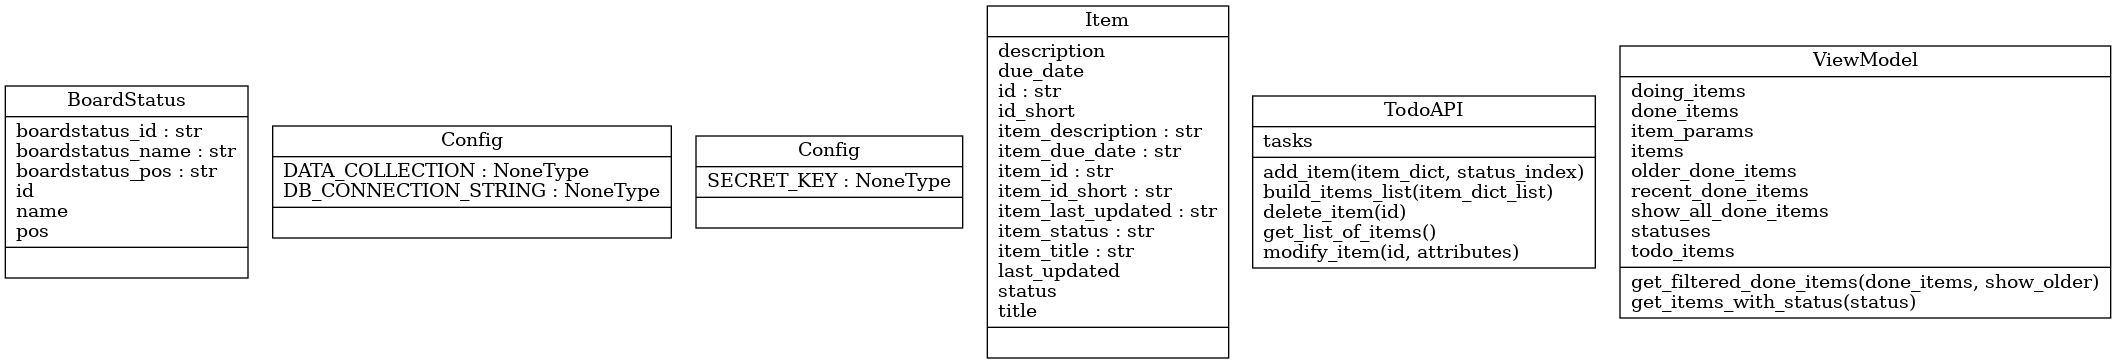 BoardStatus
boardstatus_id : str
boardstatus_name : str
boardstatus_pos : str
id
name
pos
Config
DATA_COLLECTION : NoneType
DB_CONNECTION_STRING : NoneType
Config
SECRET_KEY : NoneType
Item
description
due_date
id : str
id_short
item_description : str
item_due_date : str
item_id : str
item_id_short : str
item_last_updated : str
item_status : str
item_title : str
last_updated
status
title
TodoAPI
tasks
add_item(item_dict, status_index)
build_items_list(item_dict_list)
delete_item(id)
get_list_of_items()
modify_item(id, attributes)
ViewModel
doing_items
done_items
item_params
items
older_done_items
recent_done_items
show_all_done_items
statuses
todo_items
get_filtered_done_items(done_items, show_older)
get_items_with_status(status)